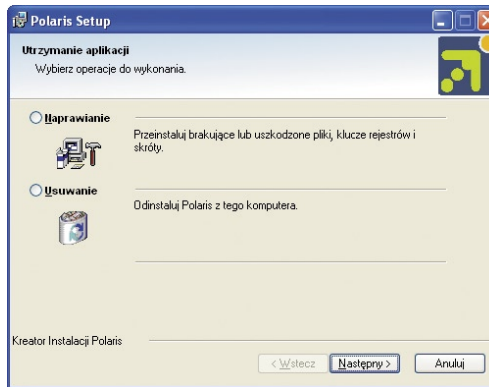 Polaris Setup
Utrzymanie aplikacji
Wybierz operacje do wykonania.
Naprawianie
Przeinstaluj brakujące lub uszkodzone pliki, klucze rejestrów i
skróty.
Usuwanie
Odinstaluj Polaris z tego komputera.
Kreator Instalacji Polaris
< Wstecz
Następny >
Anuluj